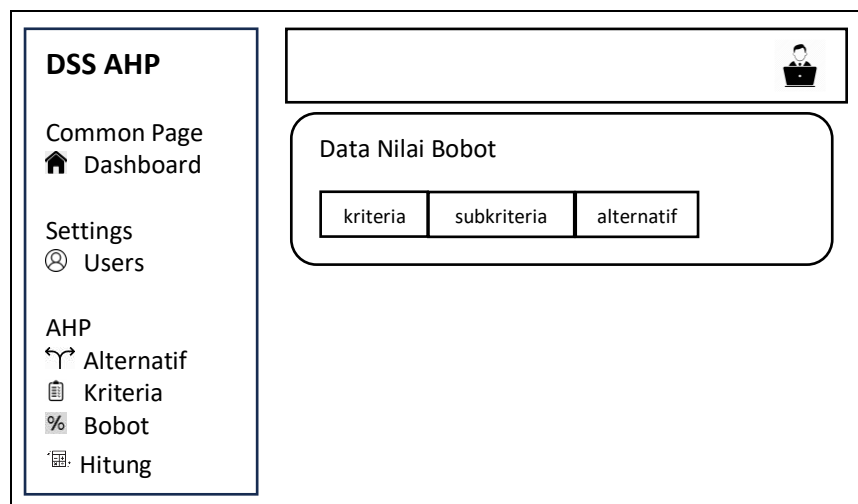 DSS AHP
Common Page
Dashboard
Settings
Users
AHP
Alternatif
Kriteria
% Bobot
Hitung
Data Nilai Bobot
kriteria subkriteria alternatif